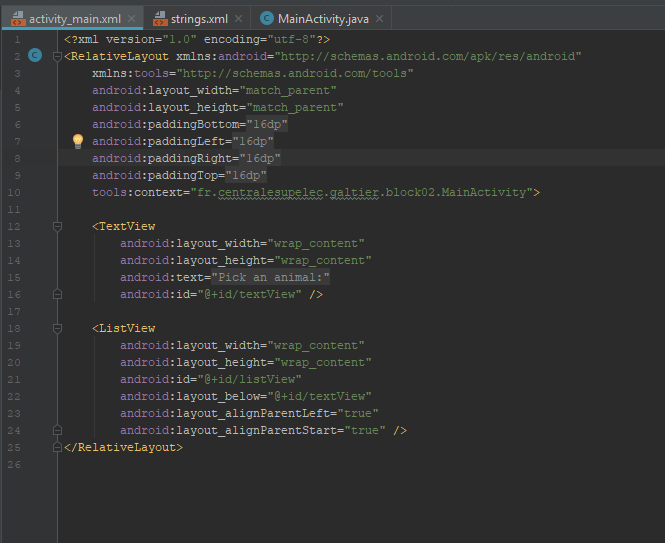 activity_main.xml strings.xml MainActivity.java
1 <?xml version="1.0" encoding="utf-8"?>
2 <RelativeLayout xmlns:android="http://schemas.android.com/apk/res/android"
3 xmlns:tools="http://schemas.android.com/tools"
4 android:layout_width="match_parent"
5 android:layout_height="match_parent"
6 android:paddingBottom="16dp"
7 android:paddingLeft="16dp"
8 android:paddingRight="16dp"
9 android:paddingTop="16dp"
10 tools:context="fr.centralesupelec.galtier.block02.MainActivity">
11
12 <TextView
13 android:layout_width="wrap_content"
14 android:layout_height="wrap_content"
15 android:text="Pick an animal:"
16 android:id="@+id/textView" />
17
18 <ListView
19 android:layout_width="wrap_content"
20 android:layout_height="wrap_content"
21 android:id="@+id/listView"
22 android:layout_below="@+id/textView"
23 android:layout_alignParentLeft="true"
24 android:layout_alignParentStart="true" />
25 </RelativeLayout>
26